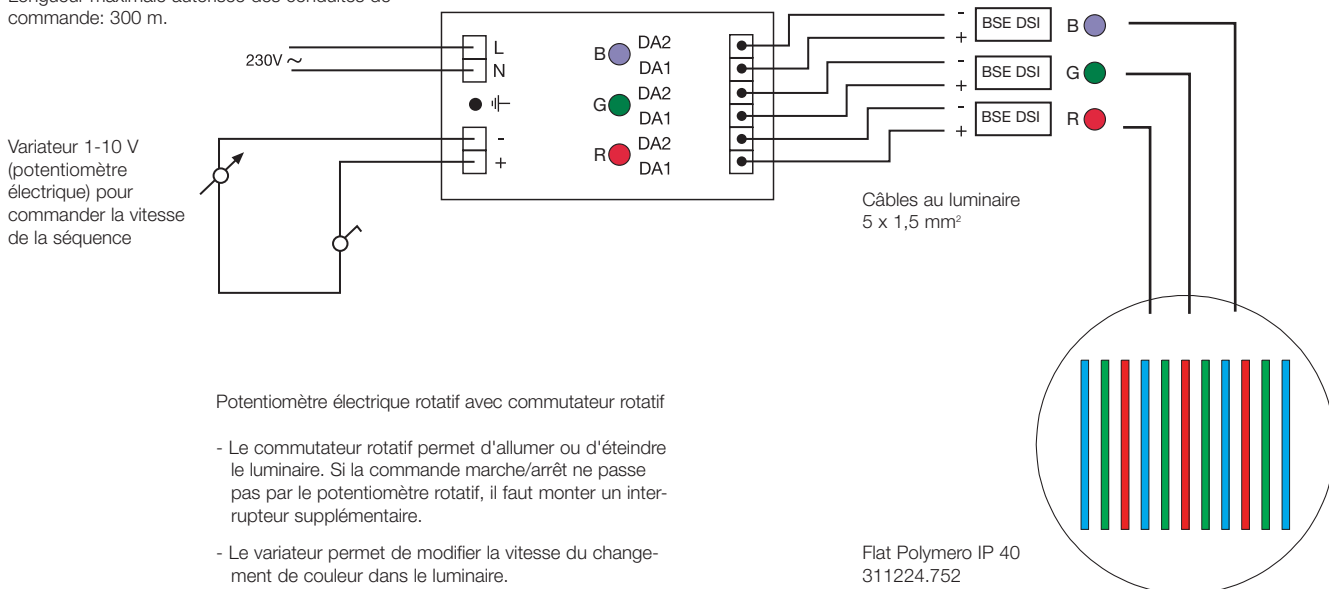 commande: 300 m.
230V ~
L
N
-
+
B
DA2
DA1
G
DA2
DA1
R
DA2
DA1
-
+
BSE DSI
B
-
+
BSE DSI
G
-
+
BSE DSI
R
Variateur 1-10 V
(potentiomètre
électrique) pour
commander la vitesse
de la séquence
Câbles au luminaire
5 x 1,5 mm²
Potentiomètre électrique rotatif avec commutateur rotatif
- Le commutateur rotatif permet d'allumer ou d'éteindre
le luminaire. Si la commande marche/arrêt ne passe
pas par le potentiomètre rotatif, il faut monter un inter-
rupteur supplémentaire.
- Le variateur permet de modifier la vitesse du change-
ment de couleur dans le luminaire.
Flat Polymero IP 40
311224.752